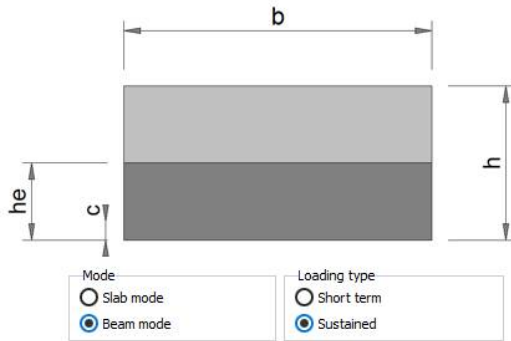 b
h
he
c
Mode
Loading type
Slab mode
Short term
Beam mode
Sustained